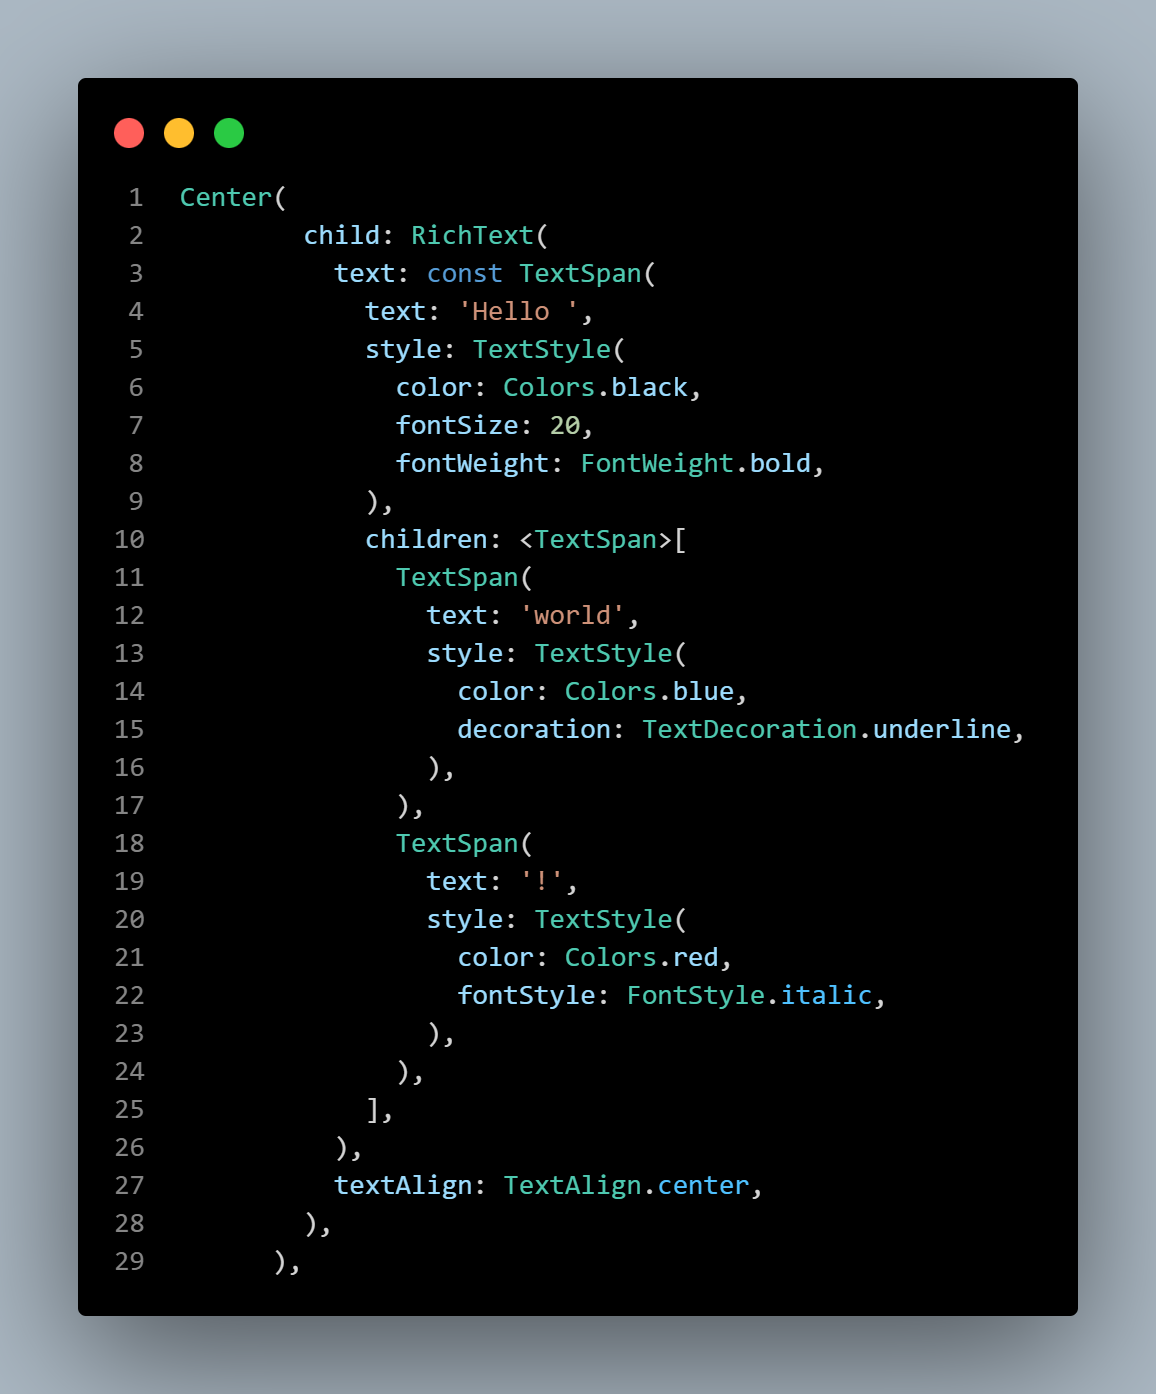 1 Center(
2         child: RichText(
3           text: const TextSpan(
4             text: 'Hello ',
5             style: TextStyle(
6               color: Colors.black,
7               fontSize: 20,
8               fontWeight: FontWeight.bold,
9             ),
10             children: <TextSpan>[
11               TextSpan(
12                 text: 'world',
13                 style: TextStyle(
14                   color: Colors.blue,
15                   decoration: TextDecoration.underline,
16                 ),
17               ),
18               TextSpan(
19                 text: '!',
20                 style: TextStyle(
21                   color: Colors.red,
22                   fontStyle: FontStyle.italic,
23                 ),
24               ),
25             ],
26           ),
27           textAlign: TextAlign.center,
28         ),
29       ),